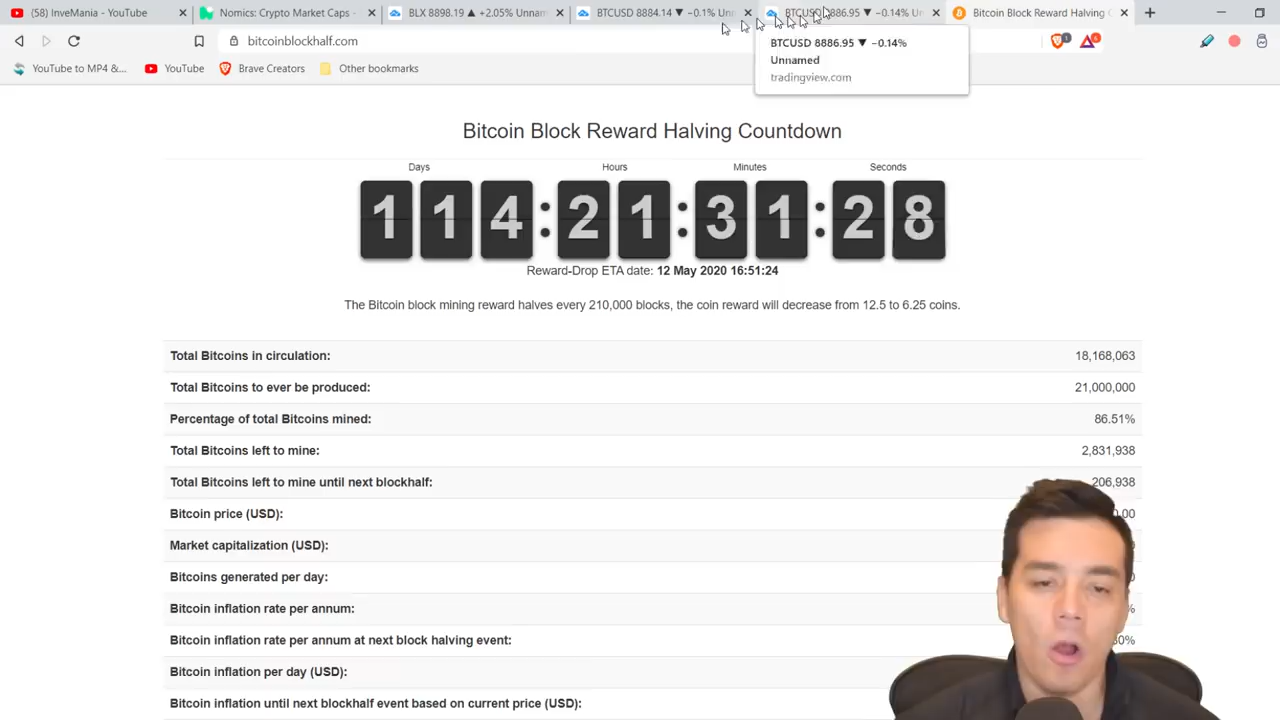 (58) InveMania - YouTube
Nomics: Crypto Market Caps -
BLX 8898.19 ▲ +2.05% Unnam
BTCUSD 8884.14 ▼ −0.1% Unn
BTCUSD 8886.95 ▼ −0.14% Un
Bitcoin Block Reward Halving C
bitcoinblockhalf.com
YouTube to MP4 &...
YouTube
Brave Creators
Other bookmarks
1
6
BTCUSD 8886.95 ▼ −0.14%
Unnamed
tradingview.com
Bitcoin Block Reward Halving Countdown
Days Hours Minutes Seconds
114:21:31:28
Reward-Drop ETA date: 12 May 2020 16:51:24
The Bitcoin block mining reward halves every 210,000 blocks, the coin reward will decrease from 12.5 to 6.25 coins.
Total Bitcoins in circulation: 18,168,063
Total Bitcoins to ever be produced: 21,000,000
Percentage of total Bitcoins mined: 86.51%
Total Bitcoins left to mine: 2,831,938
Total Bitcoins left to mine until next blockhalf: 206,938
Bitcoin price (USD):
Market capitalization (USD):
Bitcoins generated per day:
Bitcoin inflation rate per annum:
Bitcoin inflation rate per annum at next block halving event:
Bitcoin inflation per day (USD):
Bitcoin inflation until next blockhalf event based on current price (USD):